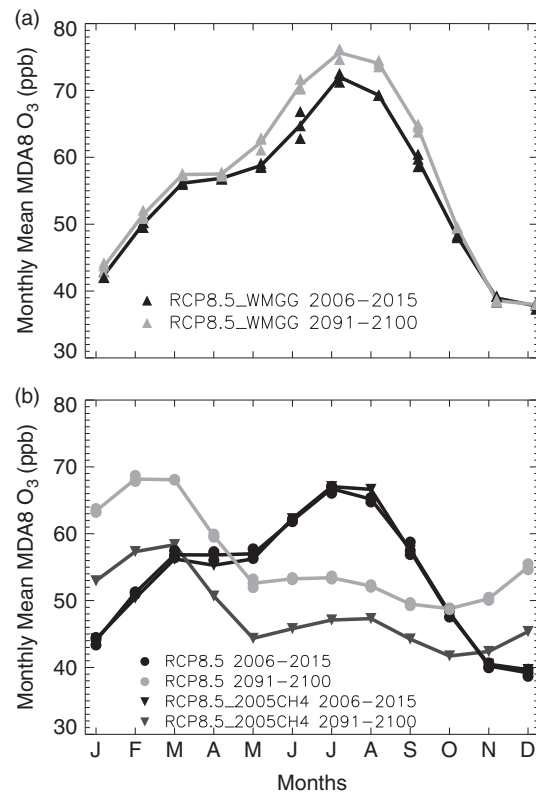 (a)
80
70
60
50
40
30
Monthly Mean MDA8 O3 (ppb)
RCP8.5_WMGG 2006−2015
RCP8.5_WMGG 2091−2100
(b)
80
70
60
50
40
30
Monthly Mean MDA8 O3 (ppb)
RCP8.5 2006−2015
RCP8.5 2091−2100
RCP8.5_2005CH4 2006−2015
RCP8.5_2005CH4 2091−2100
J F M A M J J A S O N D
Months